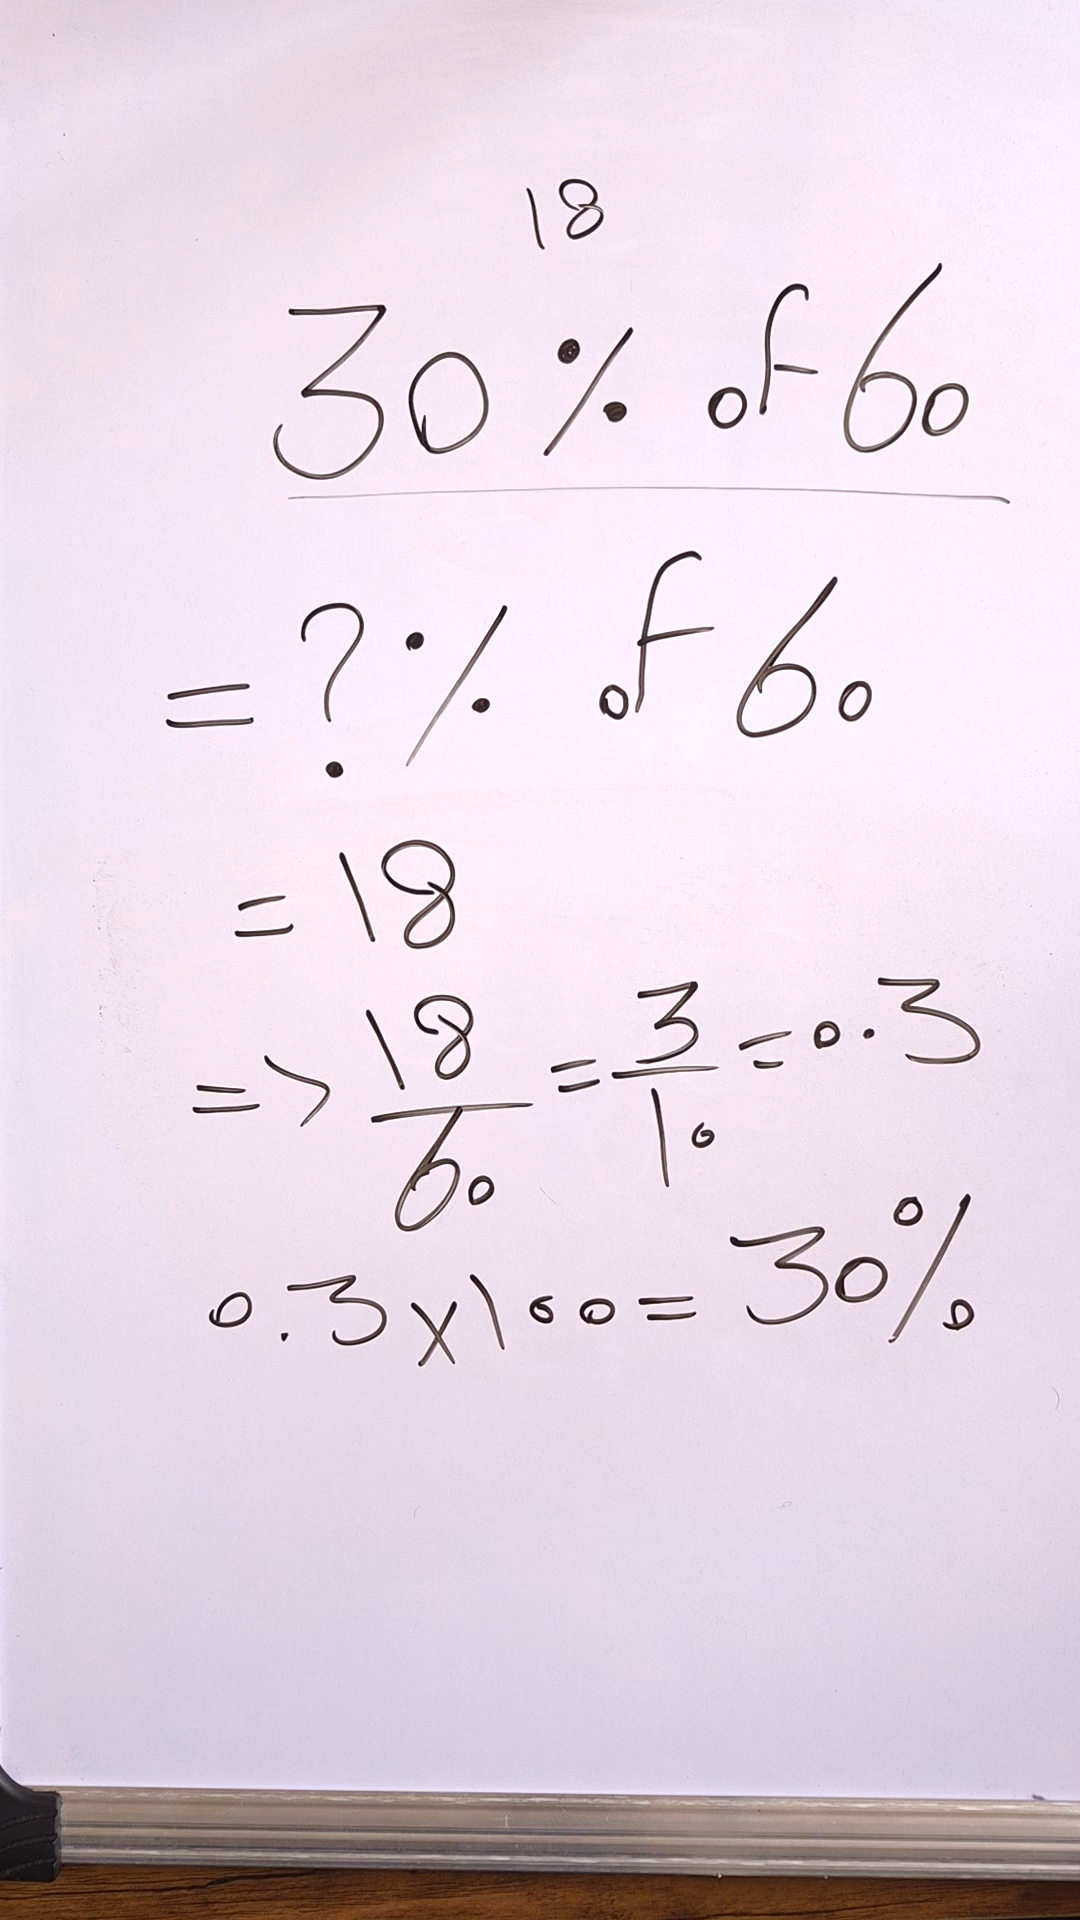 18
30% of 60
= ?% of 60
= 18
=> 18/60 = 3/10 = 0.3
0.3 x 100 = 30%